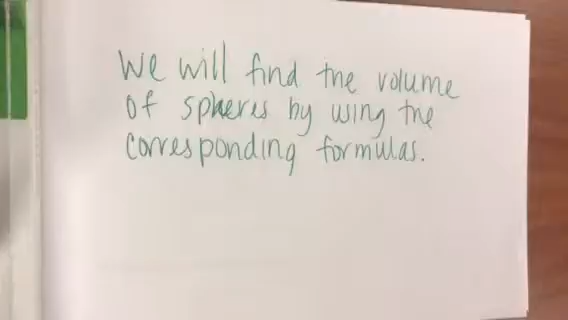 We will find the volume
of spheres by using the
corresponding formulas.